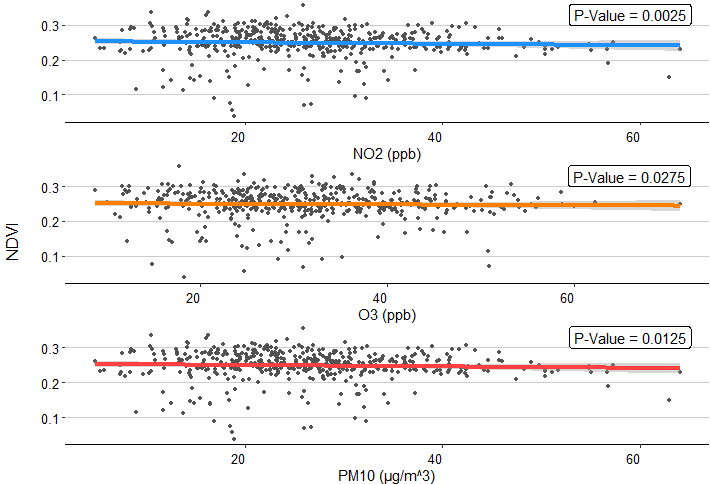 P-Value = 0.0025
0.3
0.2
0.1
20 40 60
NO2 (ppb)
P-Value = 0.0275
0.3
0.2
0.1
NDVI
20 40 60
O3 (ppb)
P-Value = 0.0125
0.3
0.2
0.1
20 40 60
PM10 (µg/m^3)